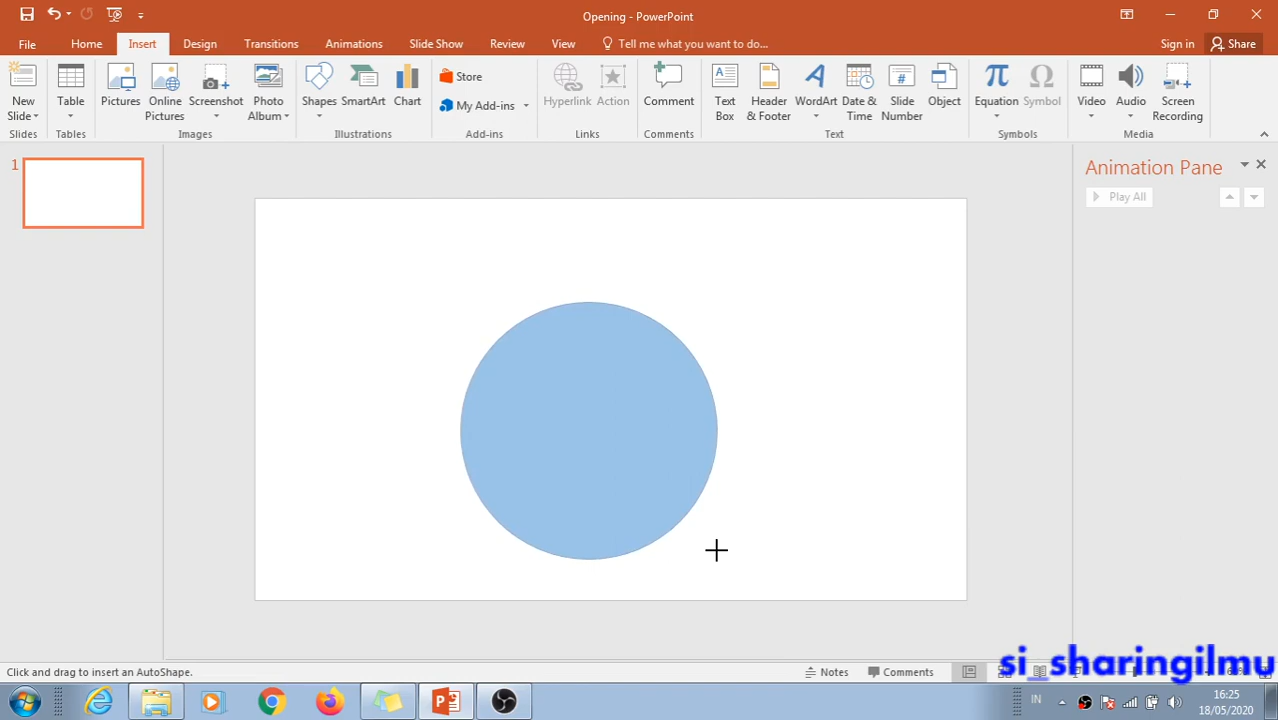 Opening - PowerPoint
File Home Insert Design Transitions Animations Slide Show Review View Tell me what you want to do... Sign in Share
New Slide
Table
Pictures
Online Pictures
Screenshot
Photo Album
Shapes
SmartArt
Chart
Store
My Add-ins
Hyperlink
Action
Comment
Text Box
Header & Footer
WordArt
Date & Time
Slide Number
Object
Equation
Symbol
Video
Audio
Screen Recording
Slides Tables Images Illustrations Add-ins Links Comments Text Symbols Media
1
Animation Pane
Play All
Click and drag to insert an AutoShape.
Notes Comments
si_sharingilmu
IN
16:25
18/05/2020